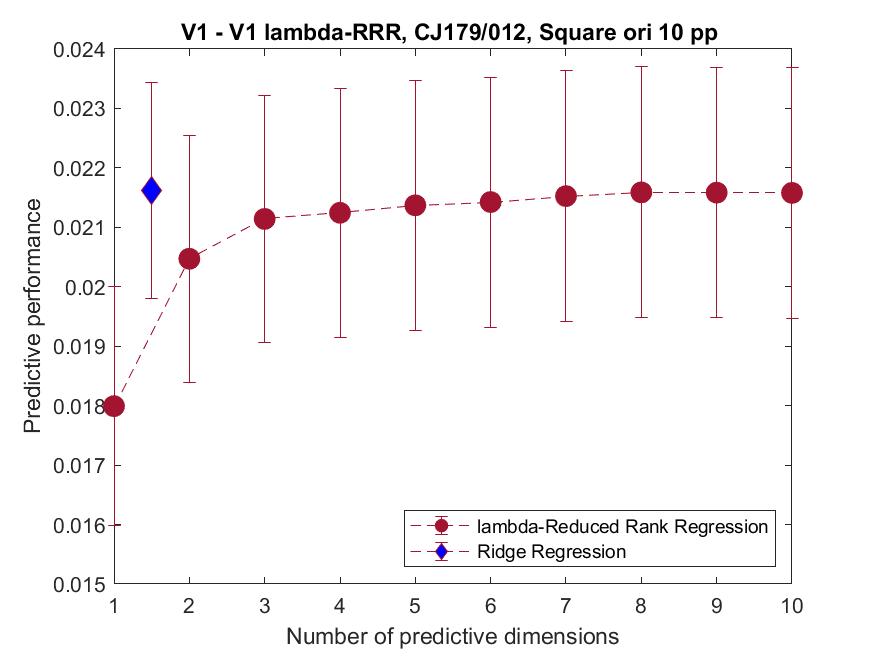 V1 - V1 lambda-RRR, CJ179/012, Square ori 10 pp
0.024
0.023
0.022
0.021
0.02
0.019
0.018
0.017
0.016
0.015
Predictive performance
lambda-Reduced Rank Regression
Ridge Regression
1 2 3 4 5 6 7 8 9 10
Number of predictive dimensions